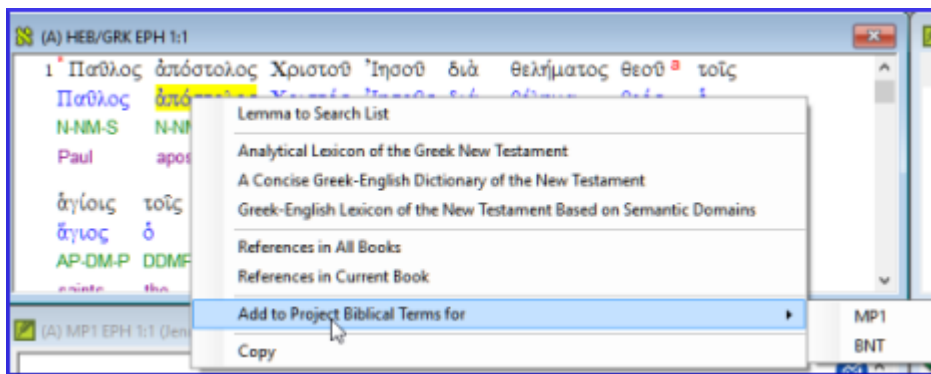 (A) HEB/GRK EPH 1:1
1 Παῦλος ἀπόστολος Χριστοῦ Ἰησοῦ διὰ θελήματος θεοῦ a τοῖς
Παῦλος
N-NM-S
Paul
ἁγίοις τοῖς
ἅγιος ὁ
AP-DM-P
saints the
Lemma to Search List
Analytical Lexicon of the Greek New Testament
A Concise Greek-English Dictionary of the New Testament
Greek-English Lexicon of the New Testament Based on Semantic Domains
References in All Books
References in Current Book
Add to Project Biblical Terms for
Copy
MP1
BNT
(A) MP1 EPH 1:1